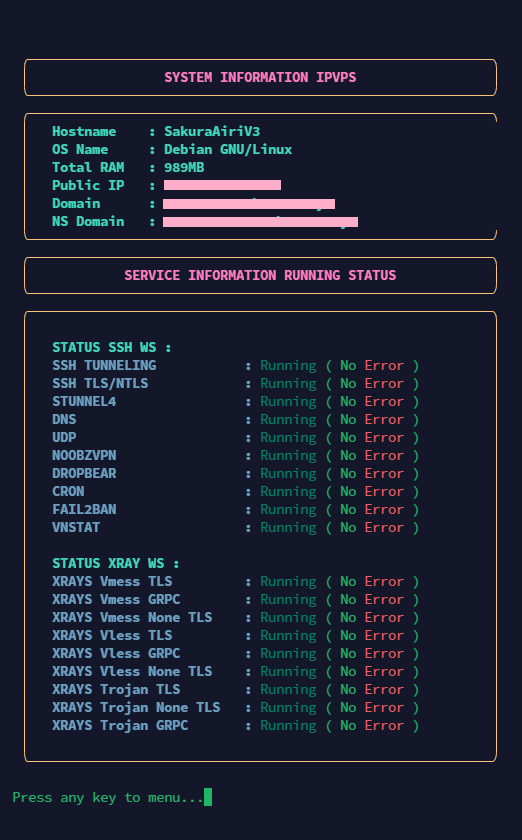 SYSTEM INFORMATION IPVPS
Hostname : SakuraAiriV3
OS Name : Debian GNU/Linux
Total RAM : 989MB
Public IP :
Domain :
NS Domain :
SERVICE INFORMATION RUNNING STATUS
STATUS SSH WS :
SSH TUNNELING : Running ( No Error )
SSH TLS/NTLS : Running ( No Error )
STUNNEL4 : Running ( No Error )
DNS : Running ( No Error )
UDP : Running ( No Error )
NOOBZVPN : Running ( No Error )
DROPBEAR : Running ( No Error )
CRON : Running ( No Error )
FAIL2BAN : Running ( No Error )
VNSTAT : Running ( No Error )
STATUS XRAY WS :
XRAYS Vmess TLS : Running ( No Error )
XRAYS Vmess GRPC : Running ( No Error )
XRAYS Vmess None TLS : Running ( No Error )
XRAYS Vless TLS : Running ( No Error )
XRAYS Vless GRPC : Running ( No Error )
XRAYS Vless None TLS : Running ( No Error )
XRAYS Trojan TLS : Running ( No Error )
XRAYS Trojan None TLS : Running ( No Error )
XRAYS Trojan GRPC : Running ( No Error )
Press any key to menu...